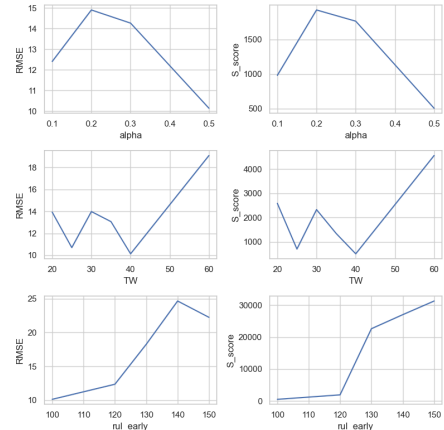 15
14
13
12
11
10
RMSE
0.1 0.2 0.3 0.4 0.5
alpha
1500
1000
500
S_score
0.1 0.2 0.3 0.4 0.5
alpha
18
16
14
12
10
RMSE
20 30 40 50 60
TW
4000
3000
2000
1000
S_score
20 30 40 50 60
TW
25
20
15
10
RMSE
100 110 120 130 140 150
rul_early
30000
20000
10000
0
S_score
100 110 120 130 140 150
rul_early